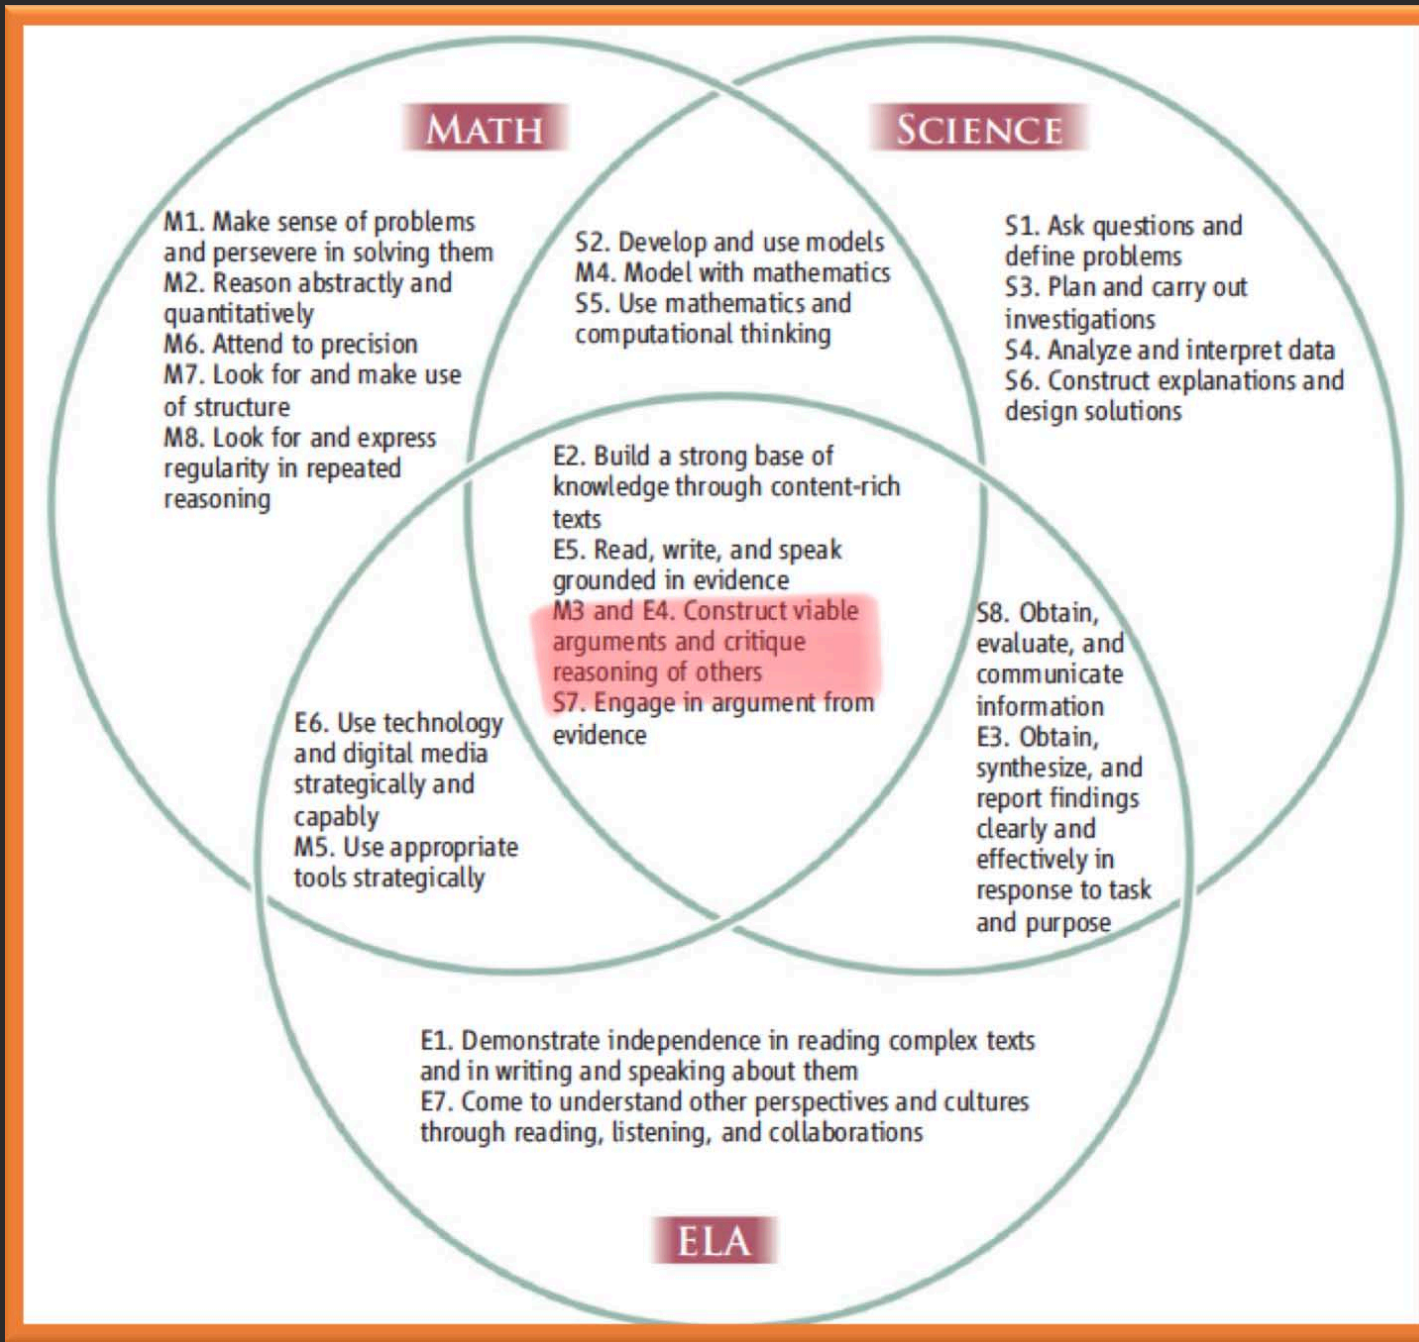 MATH
SCIENCE
M1. Make sense of problems
and persevere in solving them
M2. Reason abstractly and
quantitatively
M6. Attend to precision
M7. Look for and make use
of structure
M8. Look for and express
regularity in repeated
reasoning
S2. Develop and use models
M4. Model with mathematics
S5. Use mathematics and
computational thinking
S1. Ask questions and
define problems
S3. Plan and carry out
investigations
S4. Analyze and interpret data
S6. Construct explanations and
design solutions
E2. Build a strong base of
knowledge through content-rich
texts
E5. Read, write, and speak
grounded in evidence
M3 and E4. Construct viable
arguments and critique
reasoning of others
S7. Engage in argument from
evidence
E6. Use technology
and digital media
strategically and
capably
M5. Use appropriate
tools strategically
S8. Obtain,
evaluate, and
communicate
information
E3. Obtain,
synthesize, and
report findings
clearly and
effectively in
response to task
and purpose
E1. Demonstrate independence in reading complex texts
and in writing and speaking about them
E7. Come to understand other perspectives and cultures
through reading, listening, and collaborations
ELA